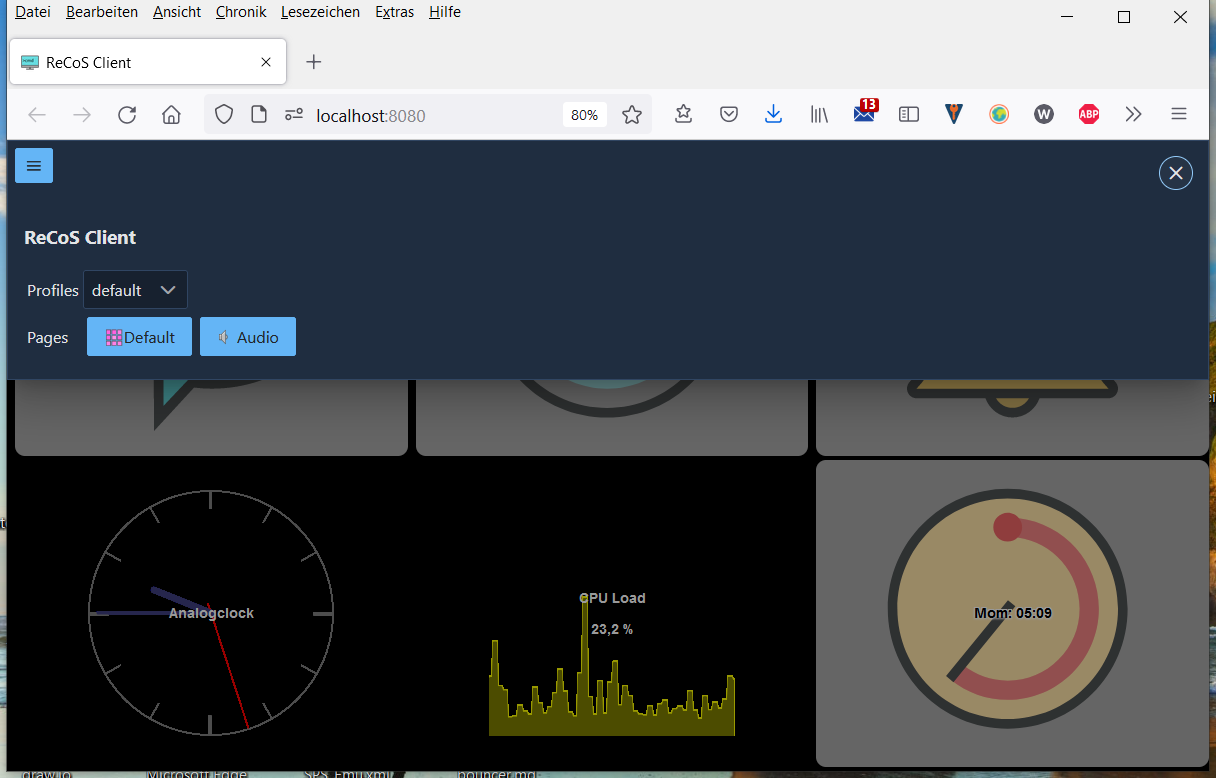 Datei Bearbeiten Ansicht Chronik Lesezeichen Extras Hilfe
ReCoS Client
localhost:8080 80% 13 W ABP
ReCoS Client
Profiles default
Pages Default Audio
Analogclock
CPU Load
23,2 %
Mom: 05:09
draw.io Microsoft Edge SPS_Emu.xml bouncer.md